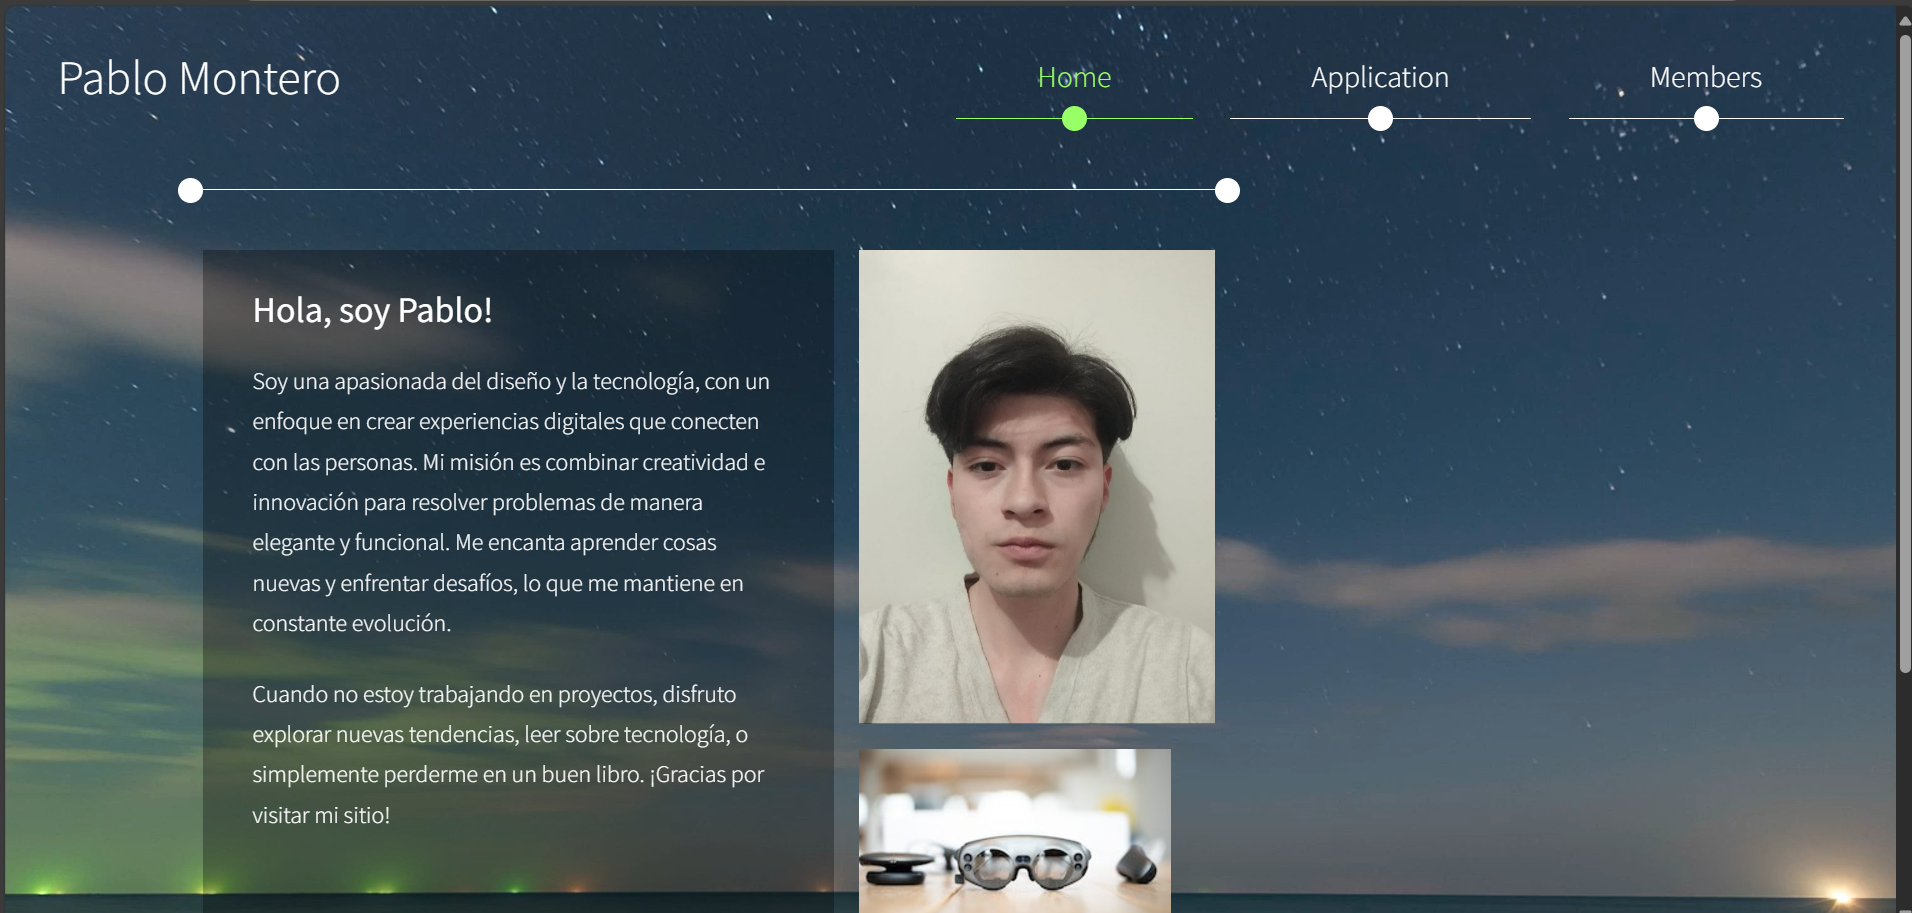 Pablo Montero
Home
Application
Members
Hola, soy Pablo!
Soy una apasionada del diseño y la tecnología, con un
enfoque en crear experiencias digitales que conecten
con las personas. Mi misión es combinar creatividad e
innovación para resolver problemas de manera
elegante y funcional. Me encanta aprender cosas
nuevas y enfrentar desafíos, lo que me mantiene en
constante evolución.
Cuando no estoy trabajando en proyectos, disfruto
explorar nuevas tendencias, leer sobre tecnología, o
simplemente perderme en un buen libro. ¡Gracias por
visitar mi sitio!